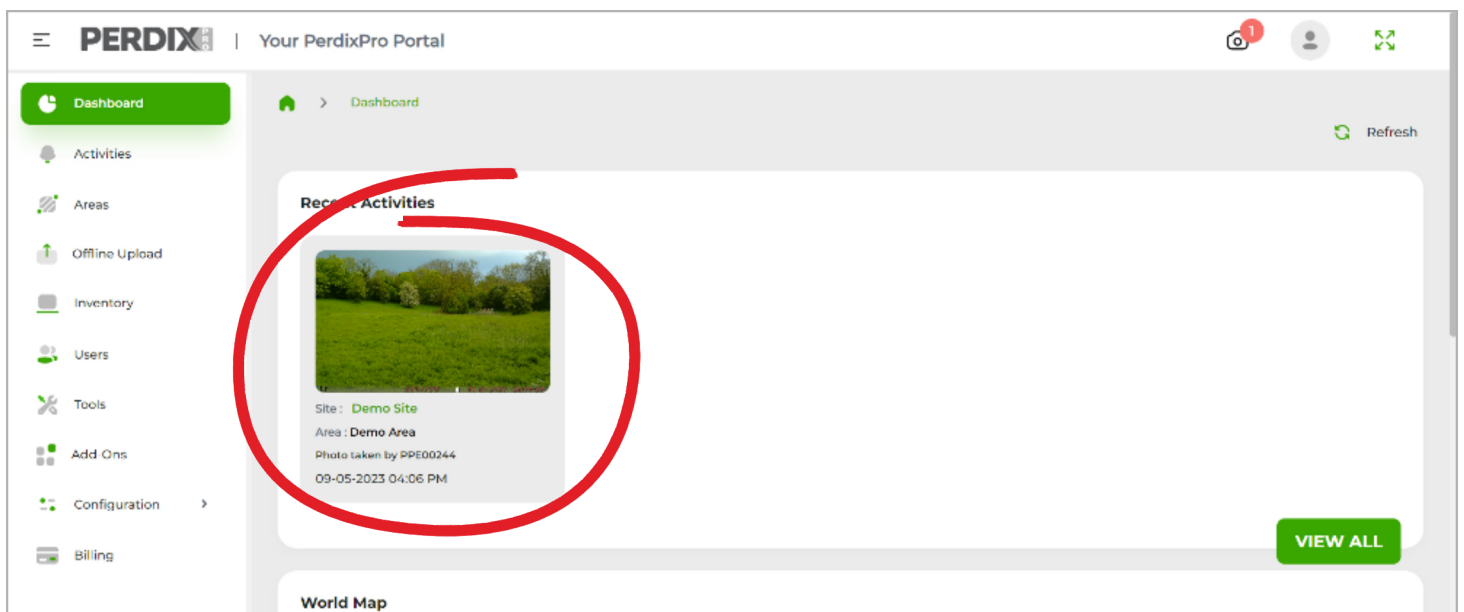 PERDIX PRO | Your PerdixPro Portal
1
Dashboard
> Dashboard
Refresh
Activities
Areas
Offline Upload
Inventory
Users
Tools
Add-Ons
Configuration >
Billing
Recent Activities
Site : Demo Site
Area : Demo Area
Photo taken by PPE00244
09-05-2023 04:06 PM
VIEW ALL
World Map